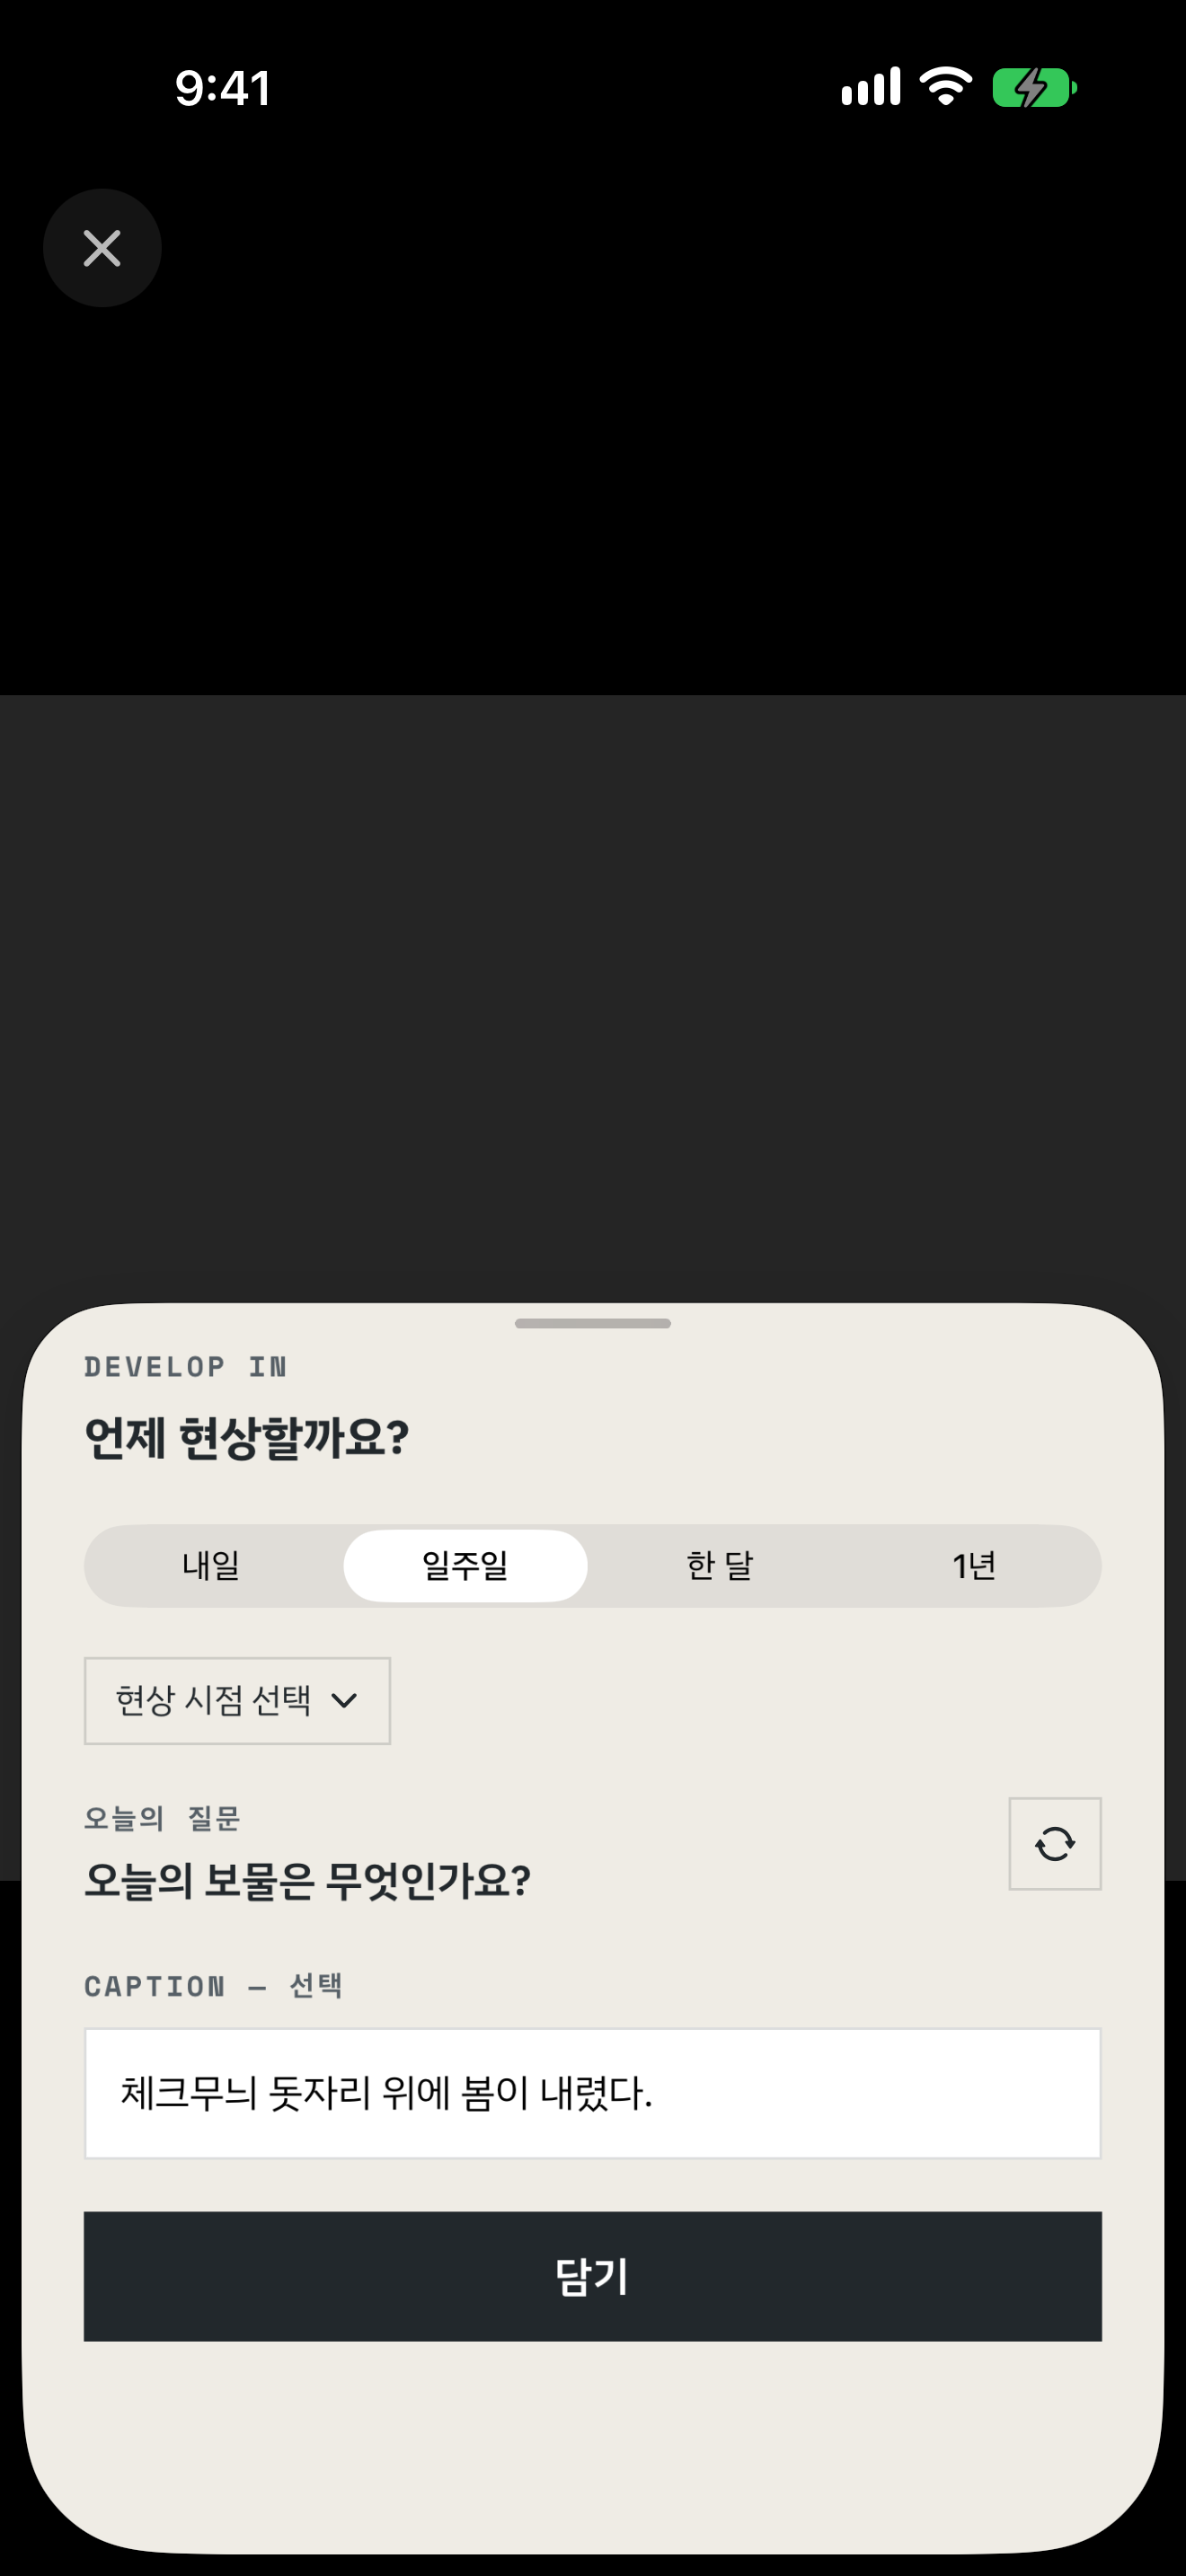 9:41
DEVELOP IN
언제 현상할까요?
내일 일주일 한 달 1년
현상 시점 선택
오늘의 질문
오늘의 보물은 무엇인가요?
CAPTION — 선택
체크무늬 돗자리 위에 봄이 내렸다.
담기